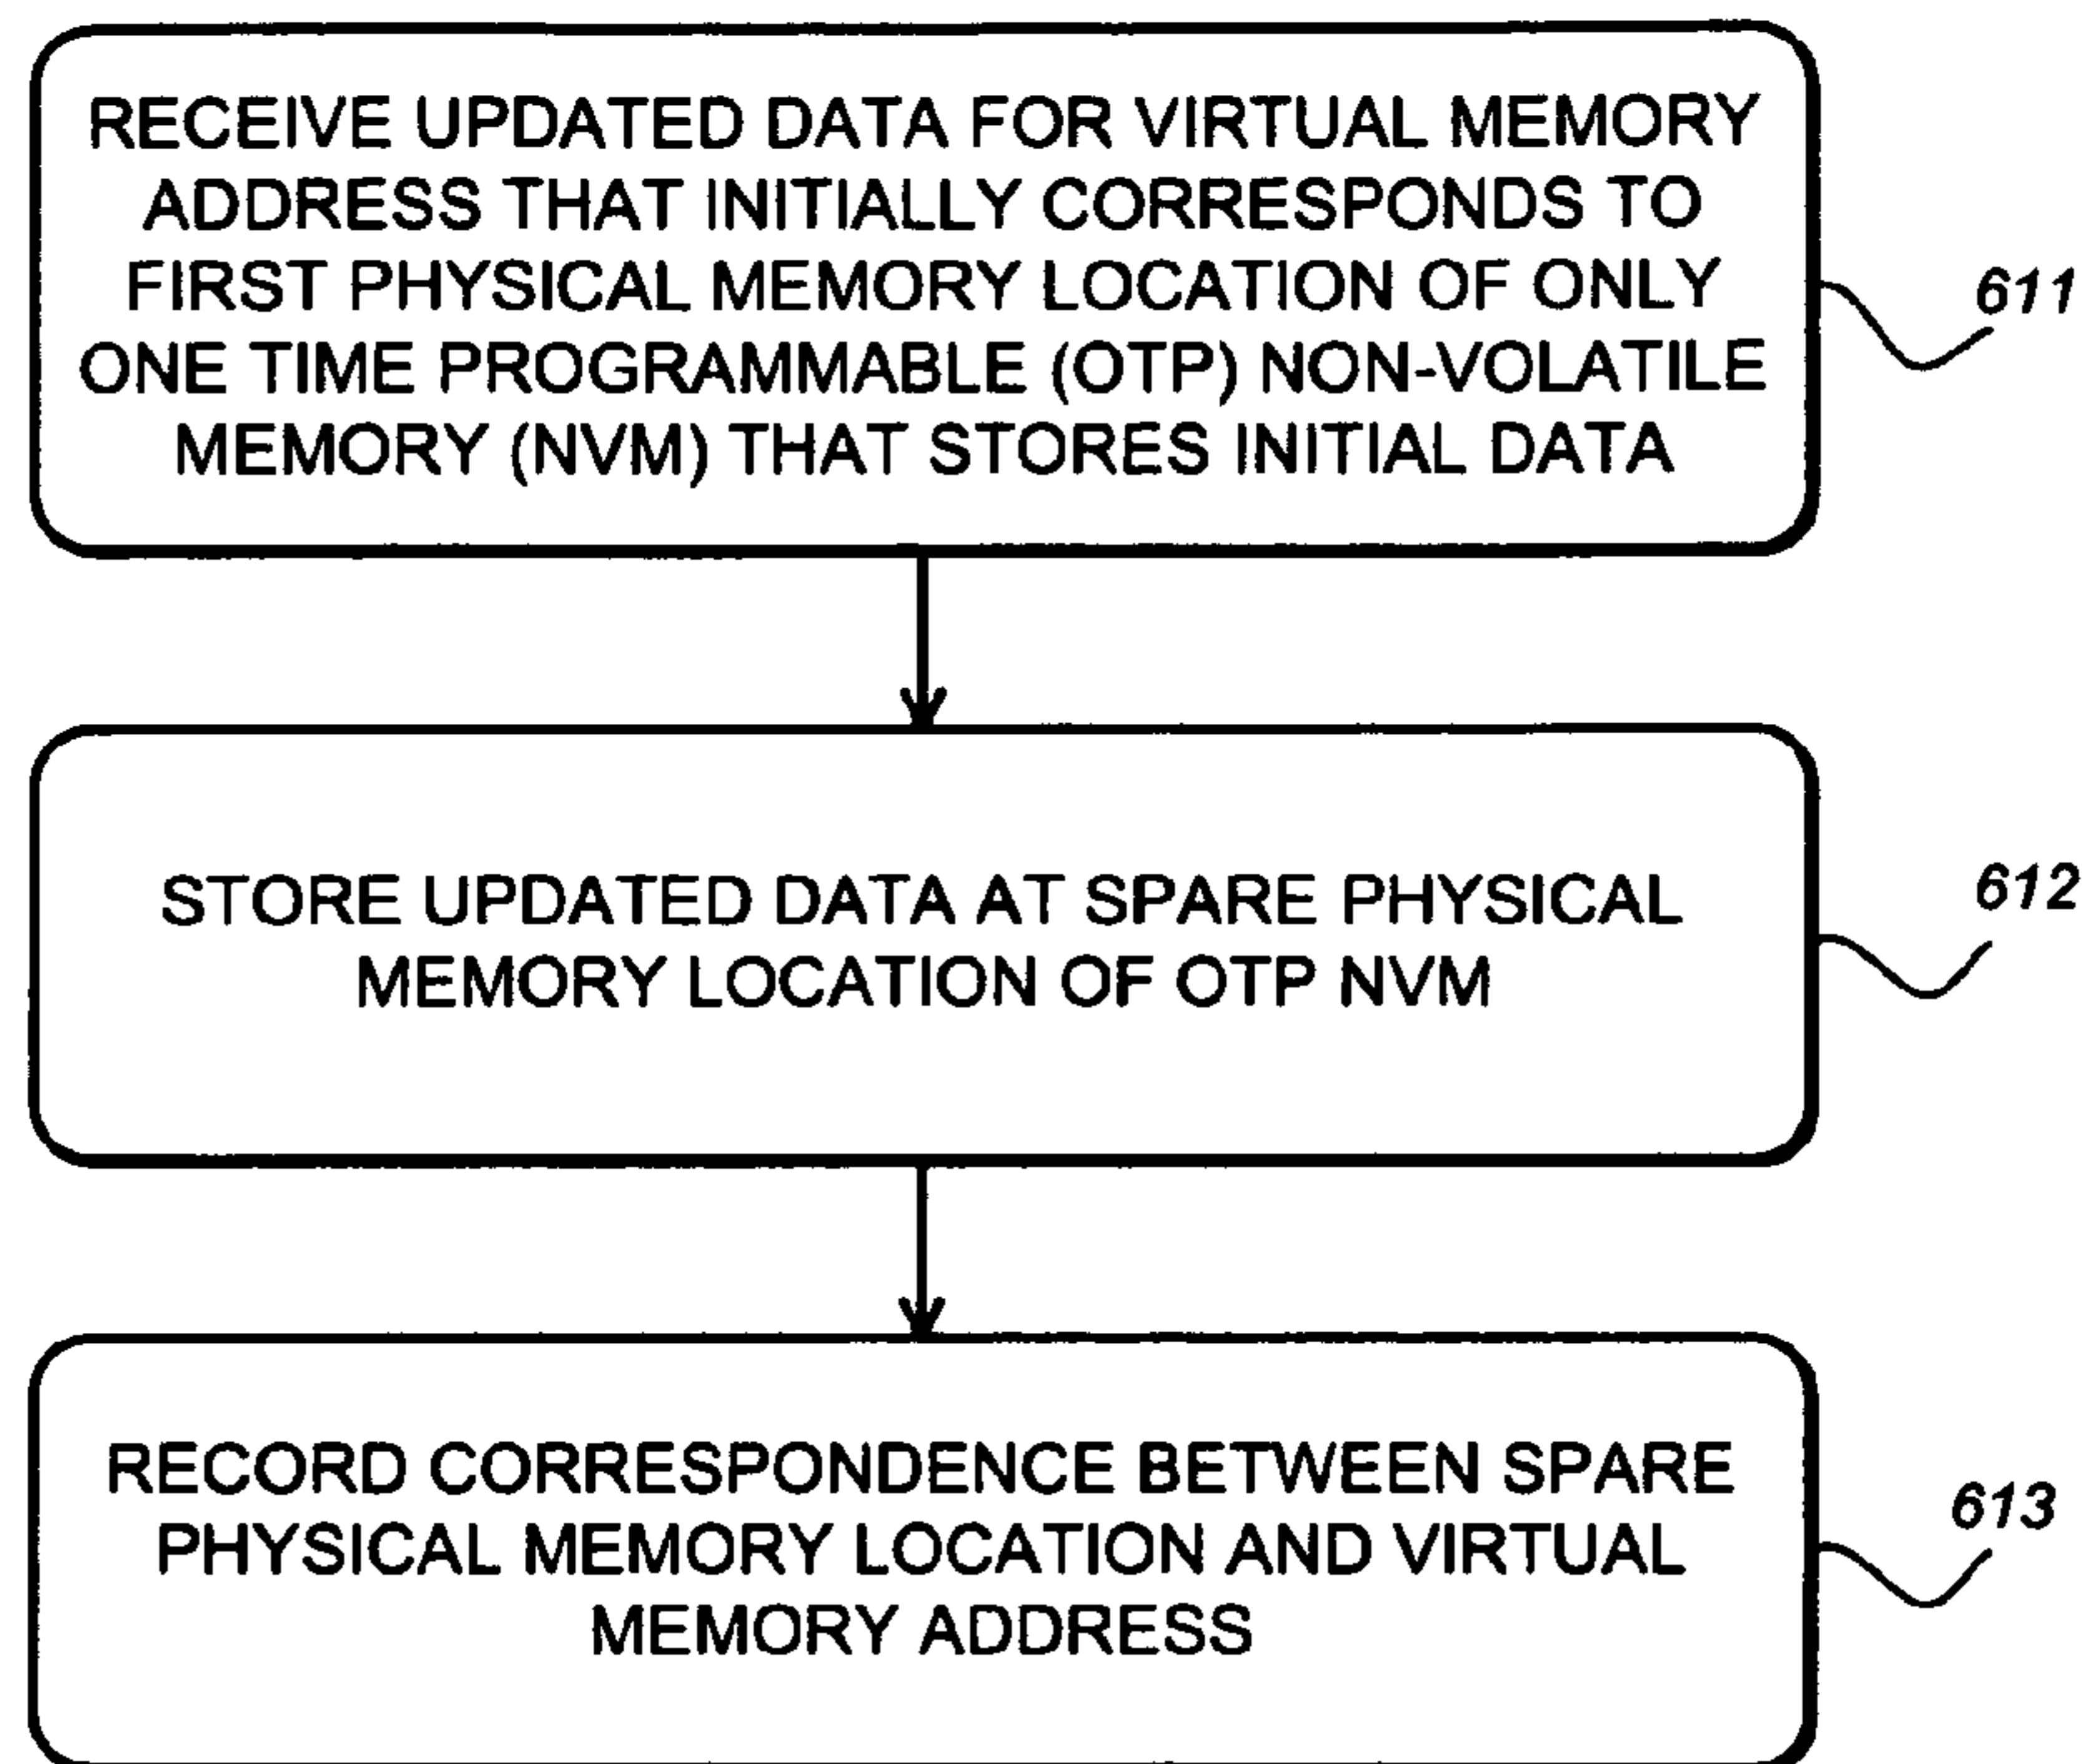 RECEIVE UPDATED DATA FOR VIRTUAL MEMORY
ADDRESS THAT INITIALLY CORRESPONDS TO
FIRST PHYSICAL MEMORY LOCATION OF ONLY
ONE TIME PROGRAMMABLE (OTP) NON-VOLATILE
MEMORY (NVM) THAT STORES INITIAL DATA
611
STORE UPDATED DATA AT SPARE PHYSICAL
MEMORY LOCATION OF OTP NVM
612
RECORD CORRESPONDENCE BETWEEN SPARE
PHYSICAL MEMORY LOCATION AND VIRTUAL
MEMORY ADDRESS
613